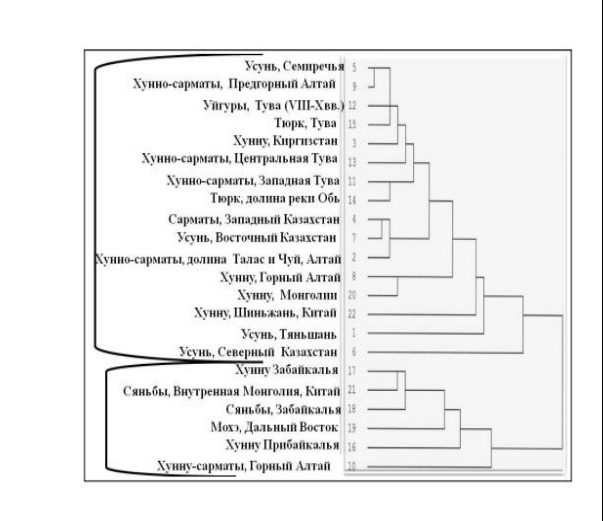 Усунь, Семиречья 5
Хунно-сарматы, Предгорный Алтай 9
Уйгуры, Тува (VIII-Xвв.) 12
Тюрк, Тува 15
Хунну, Киргизстан 3
Хунно-сарматы, Центральная Тува 13
Хунно-сарматы, Западная Тува 11
Тюрк, долина реки Обь 14
Сарматы, Западный Казахстан 4
Усунь, Восточный Казахстан 7
Хунно-сарматы, долина Талас и Чуй, Алтай 2
Хунну, Горный Алтай 8
Хунну, Монголии 20
Хунну, Шиньжань, Китай 22
Усунь, Тяньшань 1
Усунь, Северный Казахстан 6
Хунну Забайкалья 17
Сяньбы, Внутренная Монголия, Китай 21
Сяньбы, Забайкалья 18
Мохэ, Дальный Восток 19
Хунну Прибайкалья 16
Хунну-сарматы, Горный Алтай 10